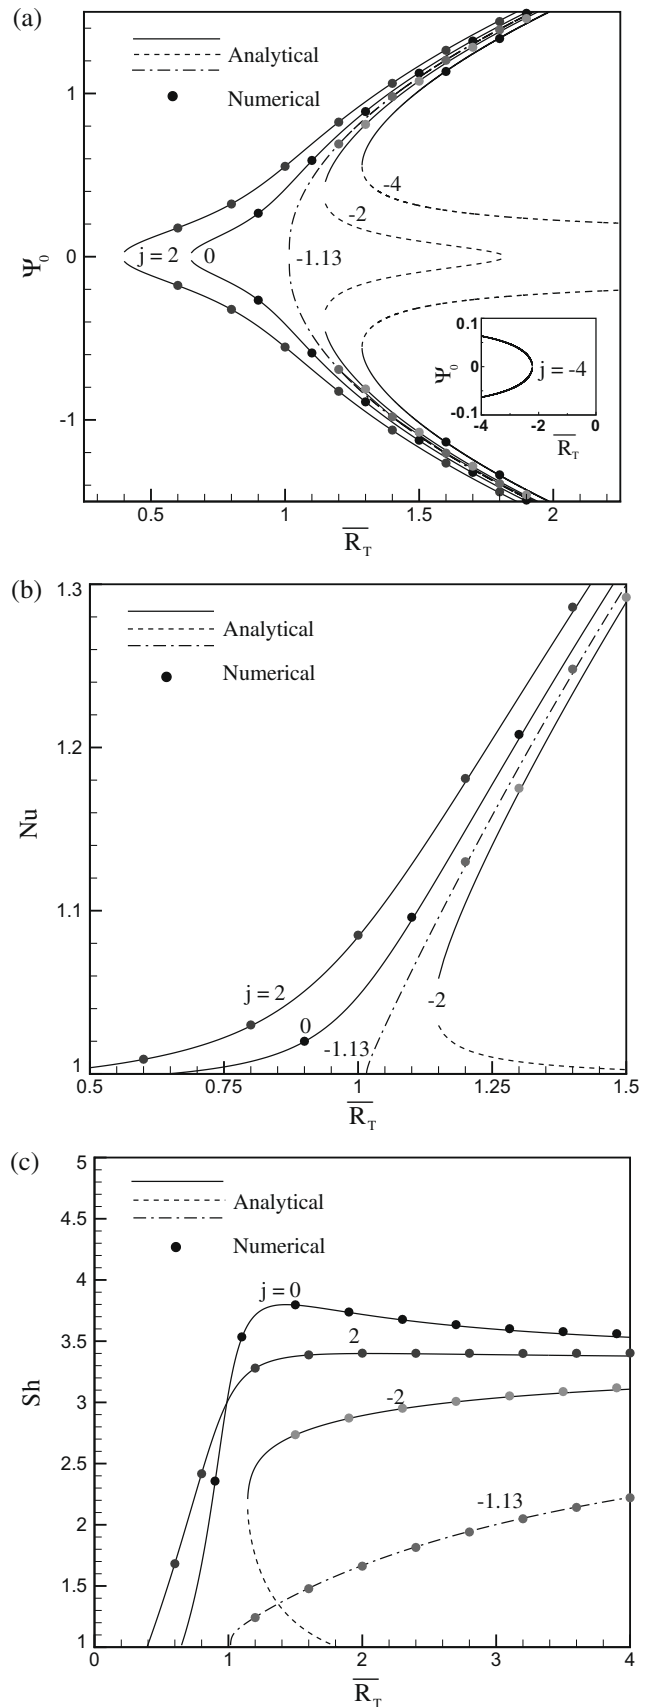 (a)
Analytical
Numerical
1
0
-1
Ψ₀
j = 2
0
-1.13
-2
-4
0.1
0
-0.1
Ψ₀
j = -4
-4
-2
0
R̅_T
0.5
1
1.5
2
R̅_T
(b)
1.3
1.2
1.1
1
Nu
Analytical
Numerical
j = 2
0
-1.13
-2
0.5
0.75
1
1.25
1.5
R̅_T
(c)
5
4.5
4
3.5
3
2.5
2
1.5
1
Sh
Analytical
Numerical
j = 0
2
-2
-1.13
0
1
2
3
4
R̅_T